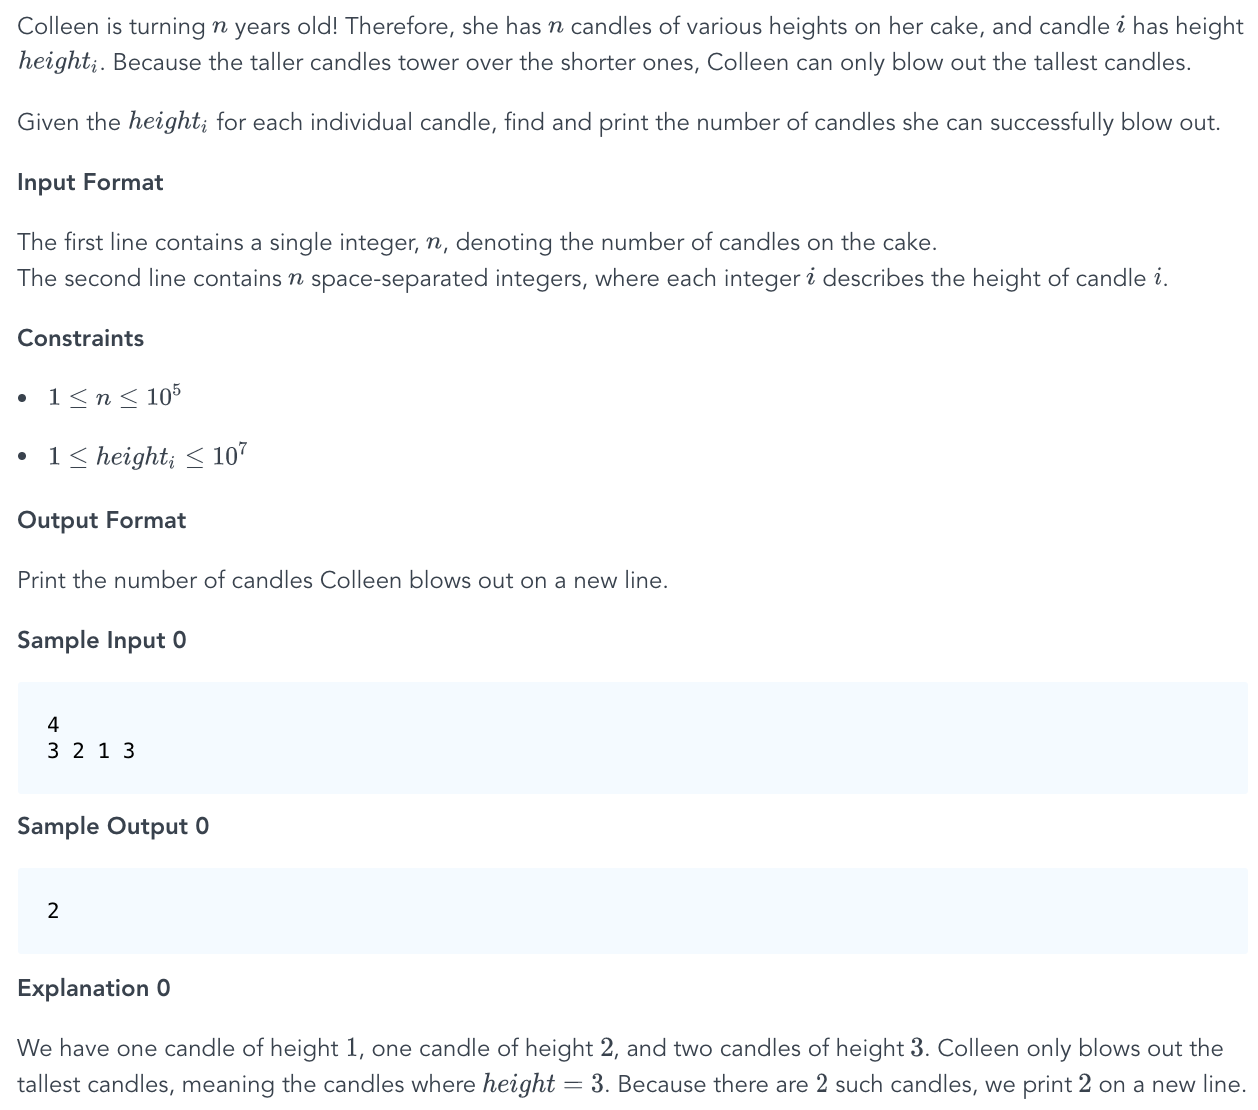 Colleen is turning n years old! Therefore, she has n candles of various heights on her cake, and candle i has height
height_i. Because the taller candles tower over the shorter ones, Colleen can only blow out the tallest candles.
Given the height_i for each individual candle, find and print the number of candles she can successfully blow out.
Input Format
The first line contains a single integer, n, denoting the number of candles on the cake.
The second line contains n space-separated integers, where each integer i describes the height of candle i.
Constraints
• 1 ≤ n ≤ 10^5
• 1 ≤ height_i ≤ 10^7
Output Format
Print the number of candles Colleen blows out on a new line.
Sample Input 0
4
3 2 1 3
Sample Output 0
2
Explanation 0
We have one candle of height 1, one candle of height 2, and two candles of height 3. Colleen only blows out the
tallest candles, meaning the candles where height = 3. Because there are 2 such candles, we print 2 on a new line.